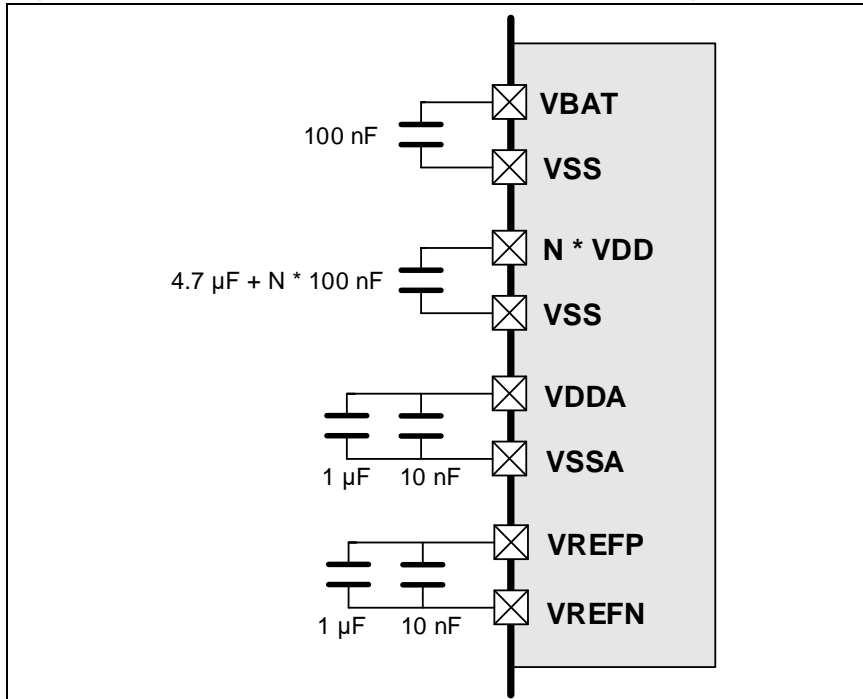 VBAT
100 nF
VSS
N * VDD
4.7 µF + N * 100 nF
VSS
VDDA
VSSA
1 µF 10 nF
VREFP
VREFN
1 µF 10 nF